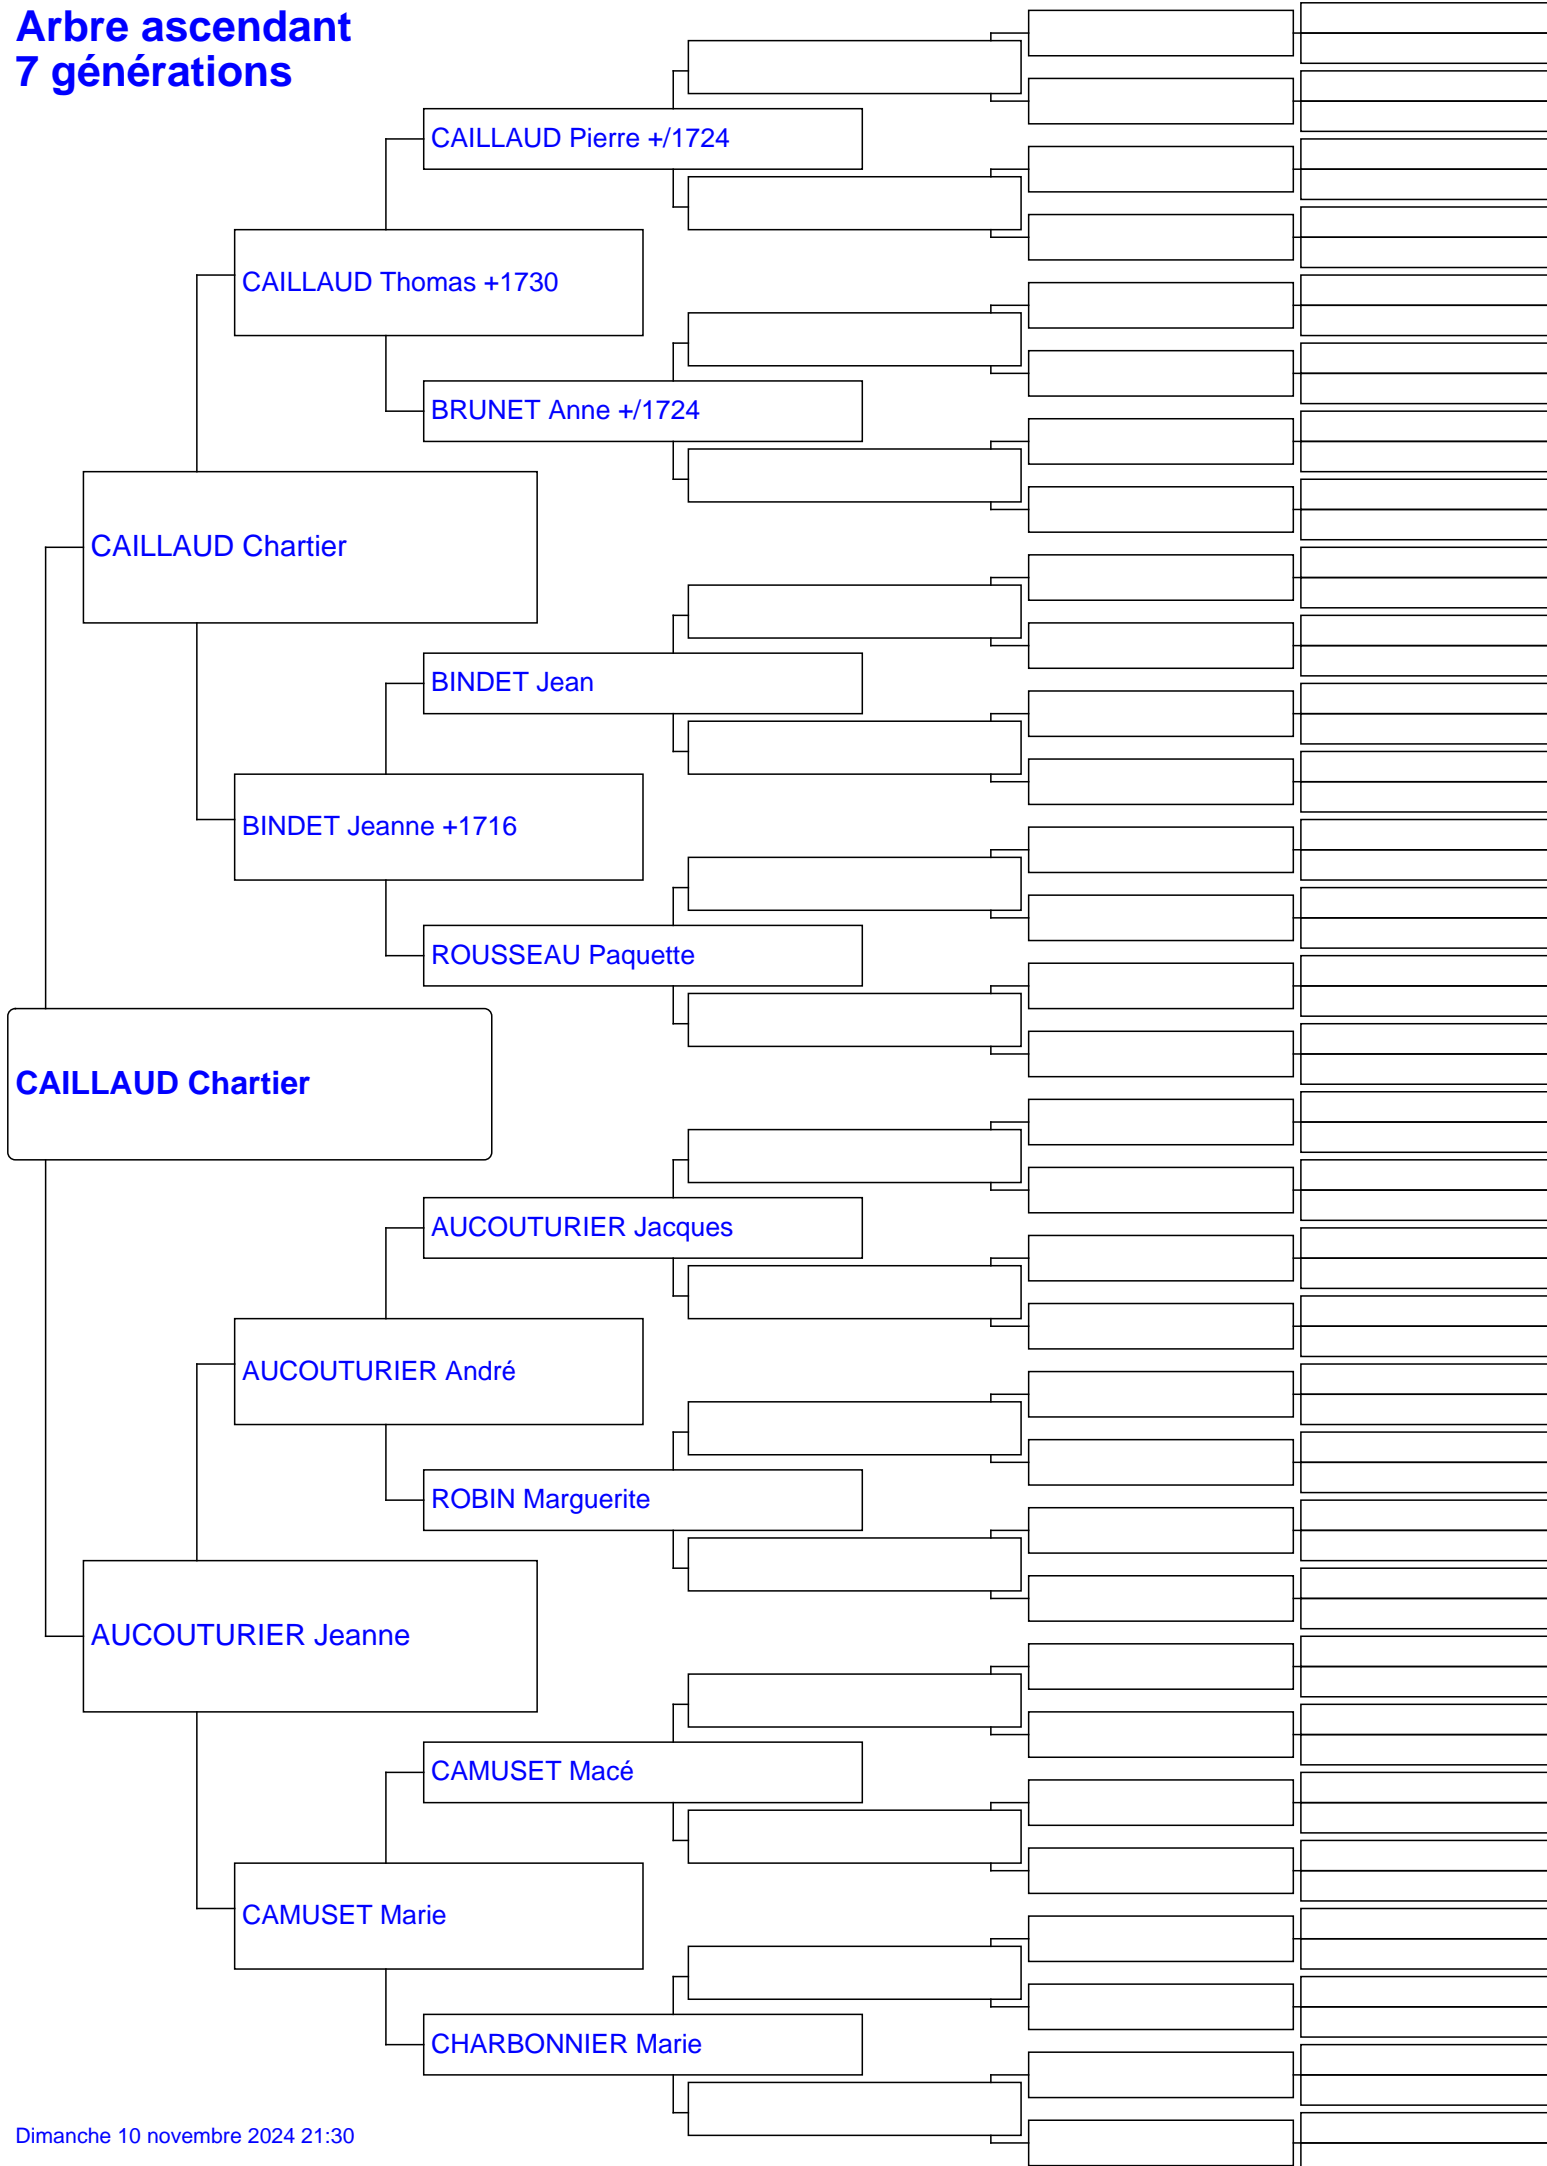 Arbre ascendant
7 générations
CAILLAUD Pierre +/1724
CAILLAUD Thomas +1730
BRUNET Anne +/1724
CAILLAUD Chartier
BINDET Jean
BINDET Jeanne +1716
ROUSSEAU Paquette
CAILLAUD Chartier
AUCOUTURIER Jacques
AUCOUTURIER André
ROBIN Marguerite
AUCOUTURIER Jeanne
CAMUSET Macé
CAMUSET Marie
CHARBONNIER Marie
Dimanche 10 novembre 2024 21:30